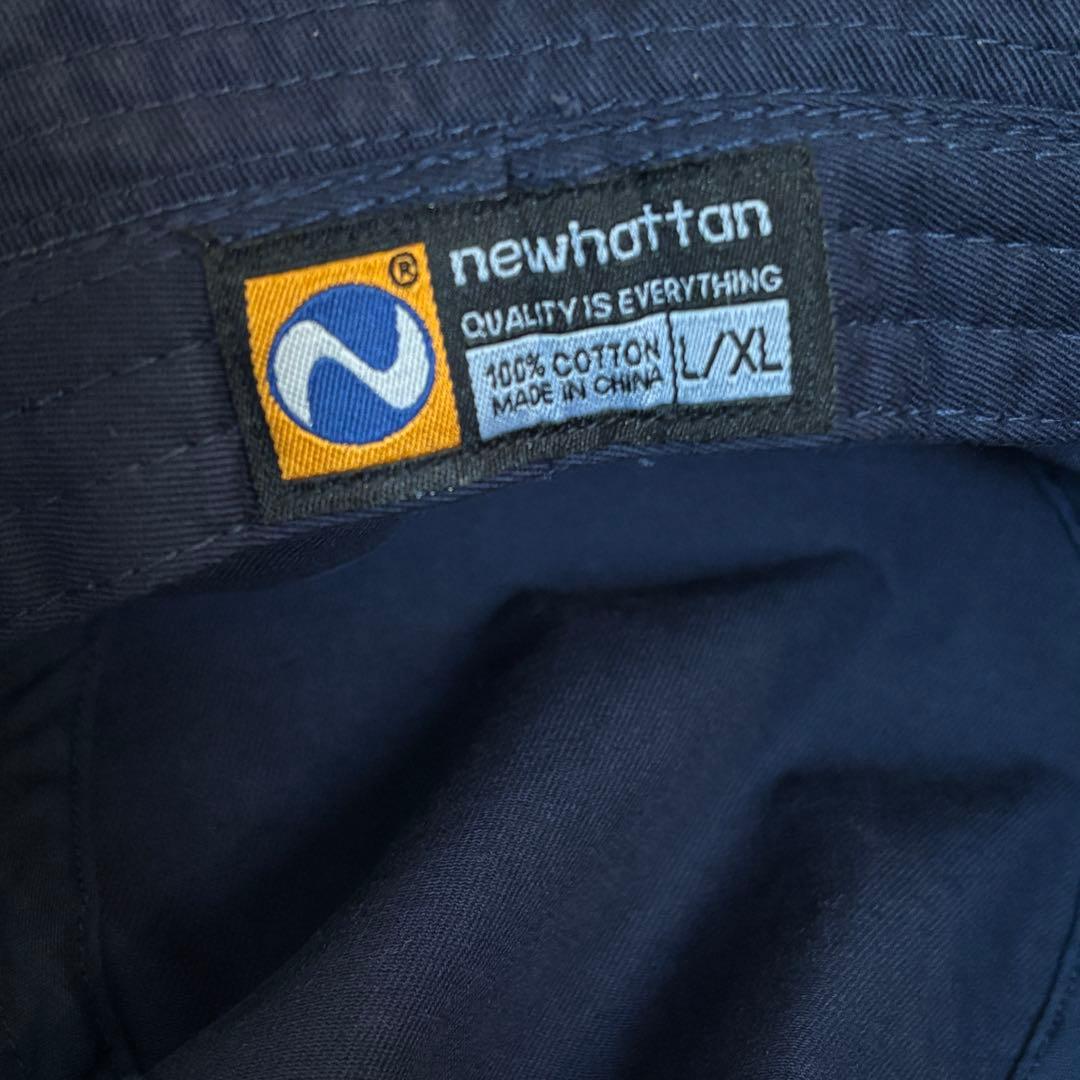 ®
newhattan
QUALITY IS EVERYTHING
100% COTTON
MADE IN CHINA
L/XL